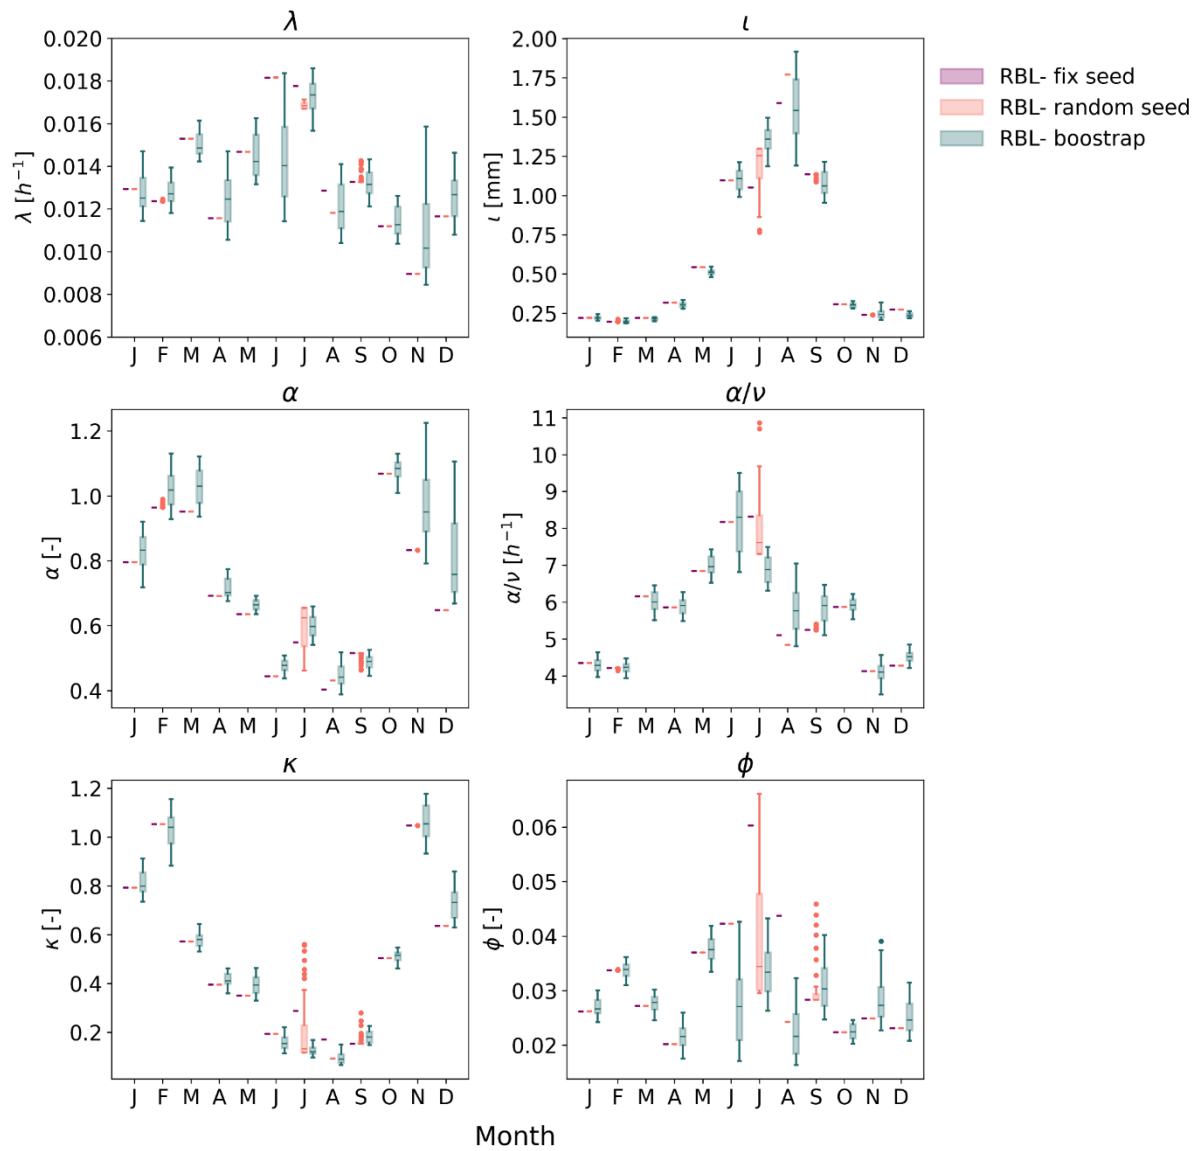 λ
ι
0.020
0.018
0.016
0.014
0.012
0.010
0.008
0.006
λ [h⁻¹]
J F M A M J J A S O N D
2.00
1.75
1.50
1.25
1.00
0.75
0.50
0.25
ι [mm]
J F M A M J J A S O N D
RBL- fix seed
RBL- random seed
RBL- boostrap
α
α/ν
1.2
1.0
0.8
0.6
0.4
α [-]
J F M A M J J A S O N D
11
10
9
8
7
6
5
4
α/ν [h⁻¹]
J F M A M J J A S O N D
κ
ϕ
1.2
1.0
0.8
0.6
0.4
0.2
κ [-]
J F M A M J J A S O N D
0.06
0.05
0.04
0.03
0.02
ϕ [-]
J F M A M J J A S O N D
Month